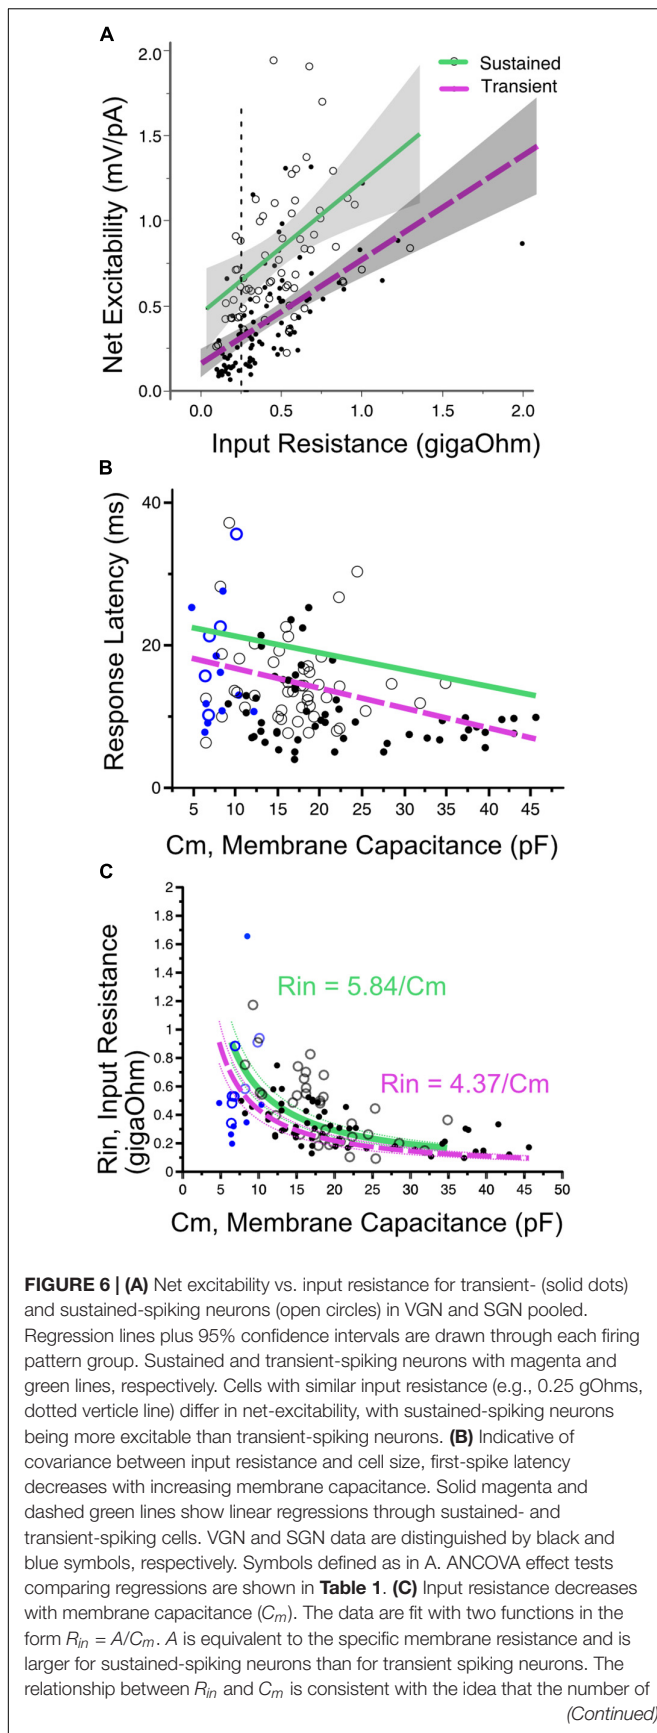 A
Net Excitability (mV/pA)
2.0
1.5
1.0
0.5
0.0
Sustained
Transient
0.0 0.5 1.0 1.5 2.0
Input Resistance (gigaOhm)
B
Response Latency (ms)
40
20
0
5 10 15 20 25 30 35 40 45
Cm, Membrane Capacitance (pF)
C
Rin, Input Resistance
(gigaOhm)
2
1.8
1.6
1.4
1.2
1
0.8
0.6
0.4
0.2
0
Rin = 5.84/Cm
Rin = 4.37/Cm
0 5 10 15 20 25 30 35 40 45 50
Cm, Membrane Capacitance (pF)
FIGURE 6 | (A) Net excitability vs. input resistance for transient- (solid dots)
and sustained-spiking neurons (open circles) in VGN and SGN pooled.
Regression lines plus 95% confidence intervals are drawn through each firing
pattern group. Sustained and transient-spiking neurons with magenta and
green lines, respectively. Cells with similar input resistance (e.g., 0.25 gOhms,
dotted verticle line) differ in net-excitability, with sustained-spiking neurons
being more excitable than transient-spiking neurons. (B) Indicative of
covariance between input resistance and cell size, first-spike latency
decreases with increasing membrane capacitance. Solid magenta and
dashed green lines show linear regressions through sustained- and
transient-spiking cells. VGN and SGN data are distinguished by black and
blue symbols, respectively. Symbols defined as in A. ANCOVA effect tests
comparing regressions are shown in Table 1. (C) Input resistance decreases
with membrane capacitance (Cm). The data are fit with two functions in the
form Rin = A/Cm. A is equivalent to the specific membrane resistance and is
larger for sustained-spiking neurons than for transient spiking neurons. The
relationship between Rin and Cm is consistent with the idea that the number of
(Continued)